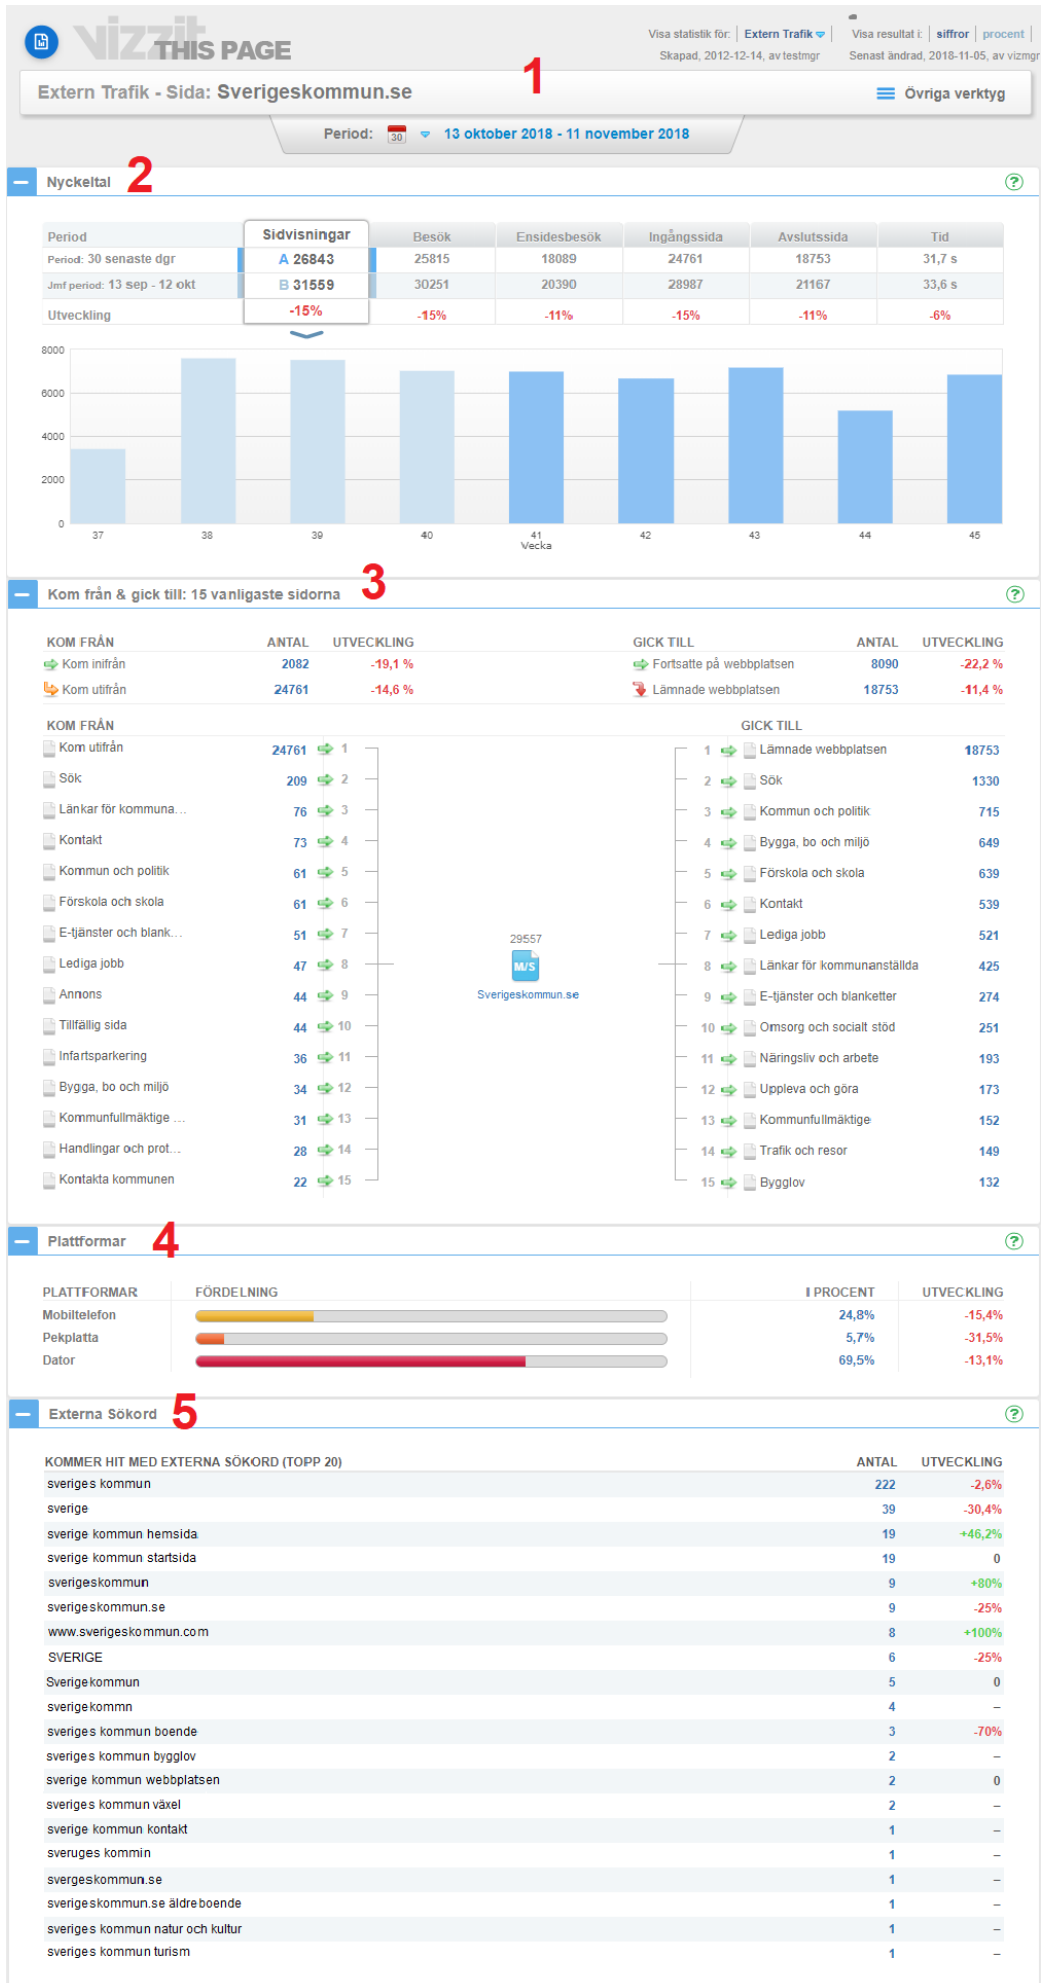 vizzit
THIS PAGE
Visa statistik för: Extern Trafik Visa resultat i: siffror procent
Skapad, 2012-12-14, av testmgr Senast ändrad, 2018-11-05, av vizmgr
1
Extern Trafik - Sida: Sverigeskommun.se Övriga verktyg
Period: 30 13 oktober 2018 - 11 november 2018
Nyckeltal 2 ?
Period Sidvisningar Besök Ensidesbesök Ingångssida Avslutssida Tid
Period: 30 senaste dgr A 26843 25815 18089 24761 18753 31,7 s
Jmf period: 13 sep - 12 okt B 31559 30251 20390 28987 21167 33,6 s
Utveckling -15% -15% -11% -15% -11% -6%
8000
6000
4000
2000
0
37 38 39 40 41 42 43 44 45
Vecka
Kom från & gick till: 15 vanligaste sidorna 3 ?
KOM FRÅN ANTAL UTVECKLING GICK TILL ANTAL UTVECKLING
Kom inifrån 2082 -19,1 % Fortsatte på webbplatsen 8090 -22,2 %
Kom utifrån 24761 -14,6 % Lämnade webbplatsen 18753 -11,4 %
KOM FRÅN GICK TILL
Kom utifrån 24761 1 1 Lämnade webbplatsen 18753
Sök 209 2 2 Sök 1330
Länkar för kommuna... 76 3 3 Kommun och politik 715
Kontakt 73 4 4 Bygga, bo och miljö 649
Kommun och politik 61 5 5 Förskola och skola 639
Förskola och skola 61 6 6 Kontakt 539
E-tjänster och blank... 51 7 7 Lediga jobb 521
29557
Lediga jobb 47 8 M/S 8 Länkar för kommunanställda 425
Annons 44 9 Sverigeskommun.se 9 E-tjänster och blanketter 274
Tillfällig sida 44 10 10 Omsorg och socialt stöd 251
Infartsparkering 36 11 11 Näringsliv och arbete 193
Bygga, bo och miljö 34 12 12 Uppleva och göra 173
Kommunfullmäktige ... 31 13 13 Kommunfullmäktige 152
Handlingar och prot... 28 14 14 Trafik och resor 149
Kontakta kommunen 22 15 15 Bygglov 132
Plattformar 4 ?
PLATTFORMAR FÖRDELNING I PROCENT UTVECKLING
Mobiltelefon 24,8% -15,4%
Pekplatta 5,7% -31,5%
Dator 69,5% -13,1%
Externa Sökord 5 ?
KOMMER HIT MED EXTERNA SÖKORD (TOPP 20) ANTAL UTVECKLING
sveriges kommun 222 -2,6%
sverige 39 -30,4%
sverige kommun hemsida 19 +46,2%
sverige kommun startsida 19 0
sverigeskommun 9 +80%
sverigeskommun.se 9 -25%
www.sverigeskommun.com 8 +100%
SVERIGE 6 -25%
Sverigekommun 5 0
sverigekommn 4 –
sveriges kommun boende 3 -70%
sveriges kommun bygglov 2 –
sverige kommun webbplatsen 2 0
sveriges kommun växel 2 –
sverige kommun kontakt 1 –
sveruges kommin 1 –
svergeskommun.se 1 –
sverigeskommun.se äldreboende 1 –
sveriges kommun natur och kultur 1 –
sveriges kommun turism 1 –